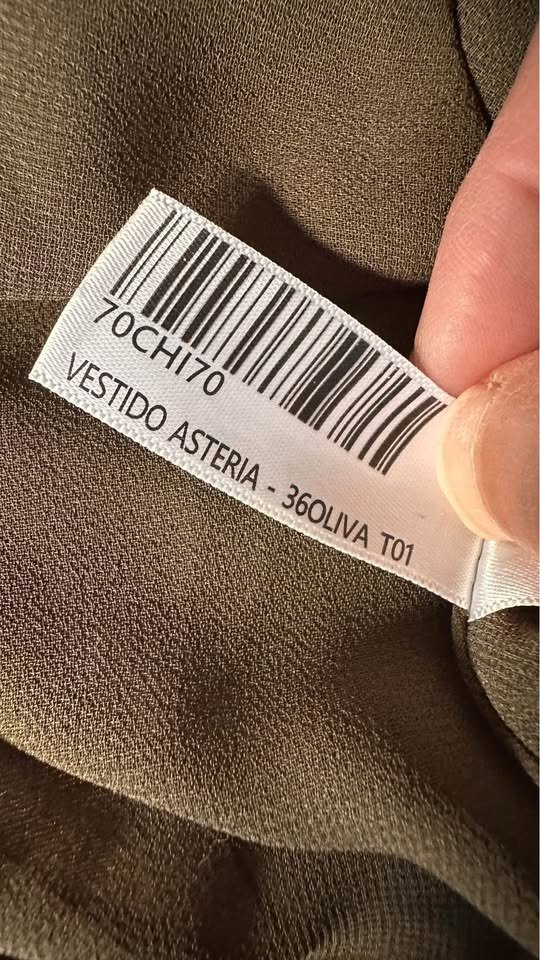 70CHI70
VESTIDO ASTERIA - 36OLIVA T01